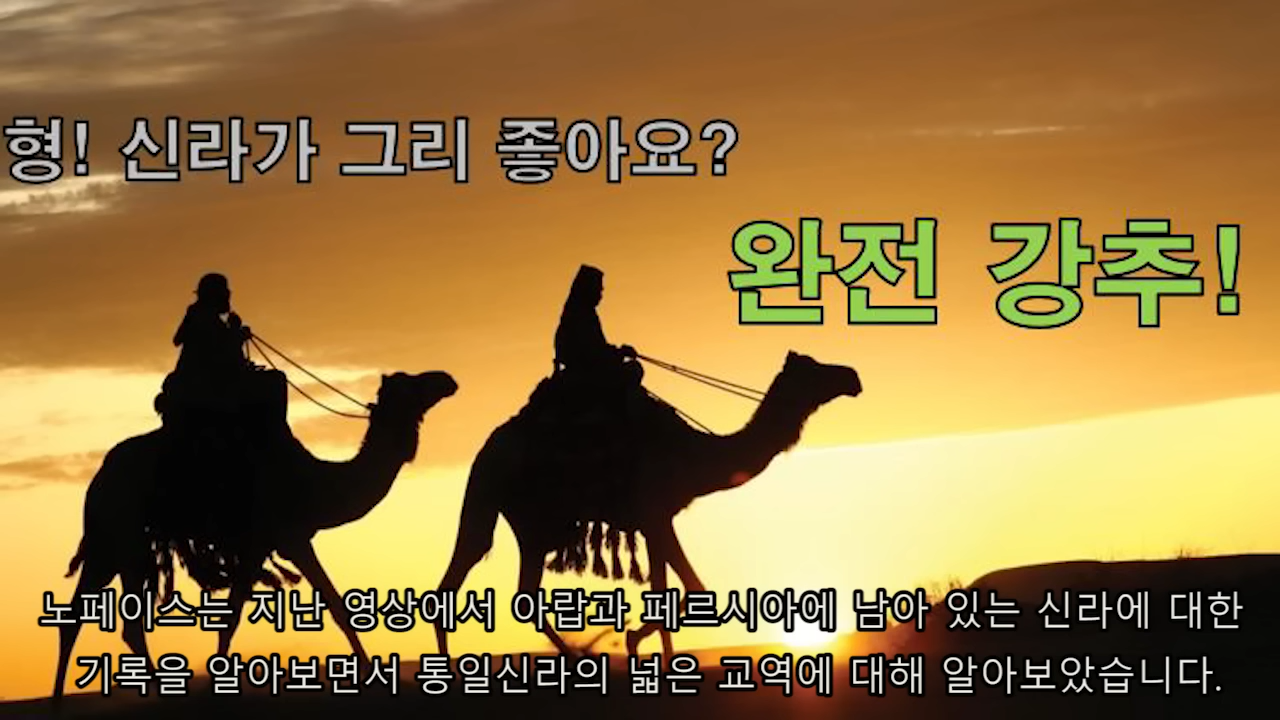 형! 신라가 그리 좋아요?
완전 강추!
노페이스는 지난 영상에서 아랍과 페르시아에 남아 있는 신라에 대한
기록을 알아보면서 통일신라의 넓은 교역에 대해 알아보았습니다.